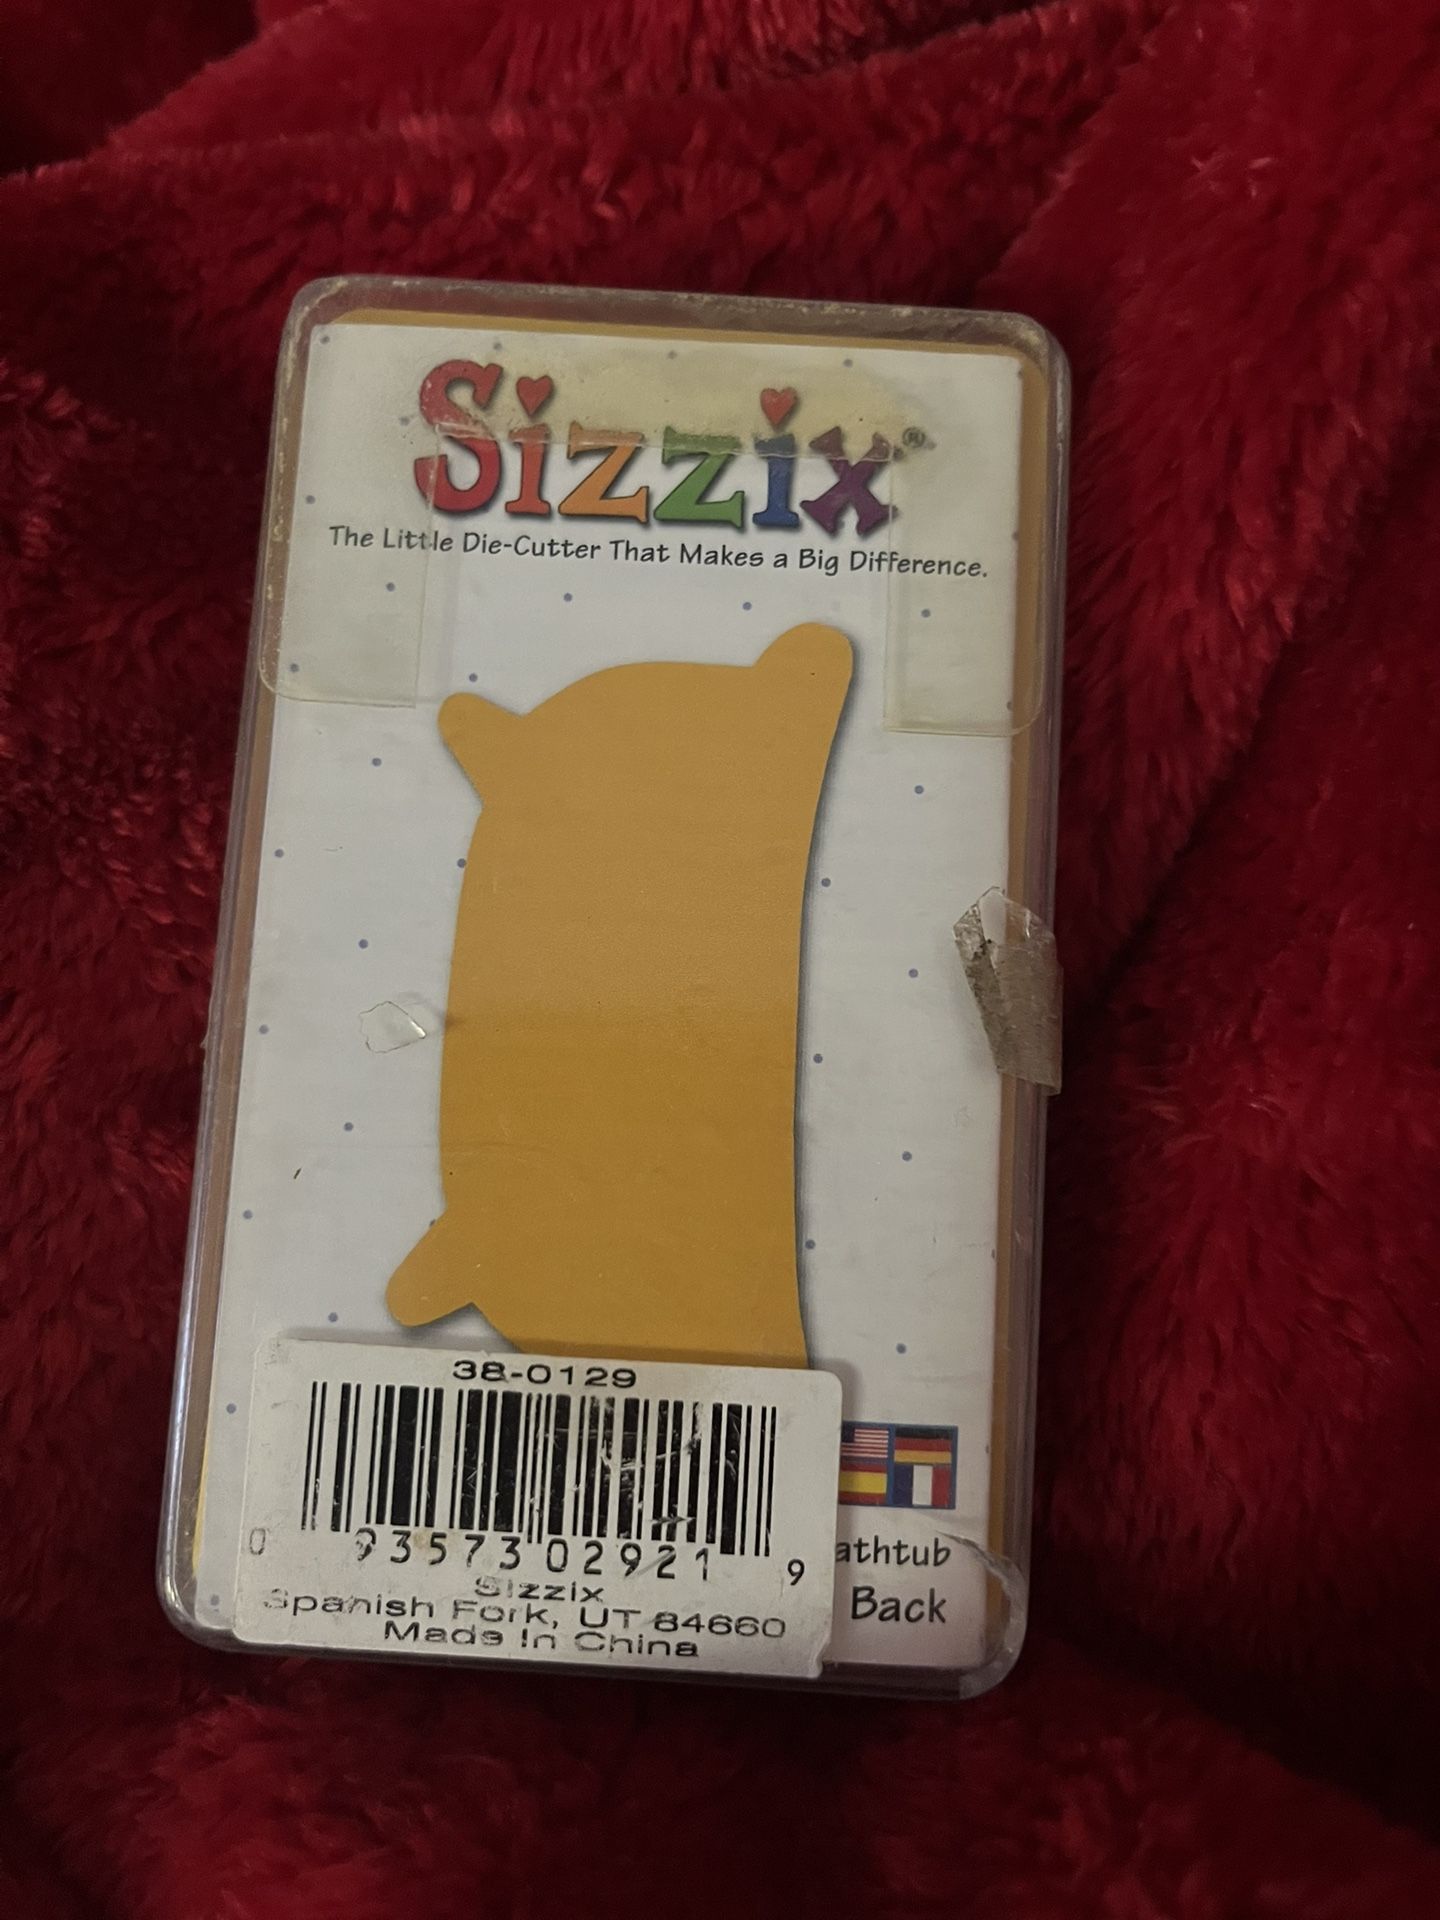 Sizzix®
The Little Die-Cutter That Makes a Big Difference.
38-0129
0 93573 02921 9
Sizzix
Spanish Fork, UT 84660
Made In China
athtub
Back